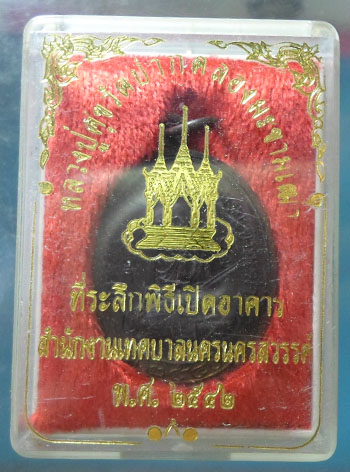 หลวงปู่ศุขวัดปากคลองมะขามเฒ่า
ที่ระลึกพิธีเปิดอาคาร
สำนักงานเทศบาลนครนครสวรรค์
พ.ศ. ๒๕๔๒